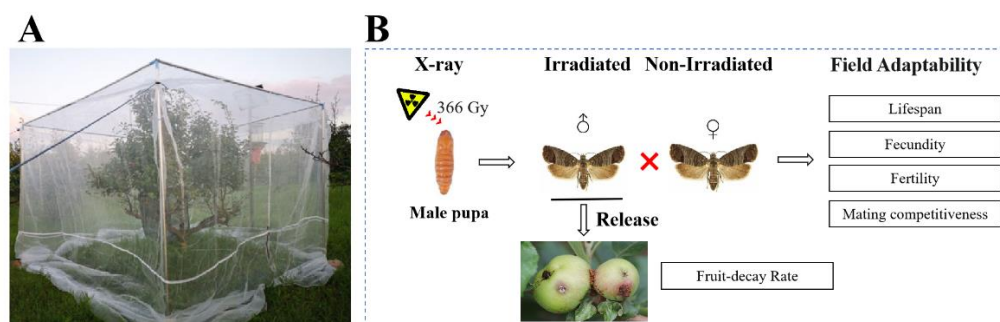 A
B
X-ray
Irradiated
Non-Irradiated
Field Adaptability
366 Gy
♂
♀
Lifespan
Fecundity
Fertility
Mating competitiveness
Male pupa
Release
Fruit-decay Rate